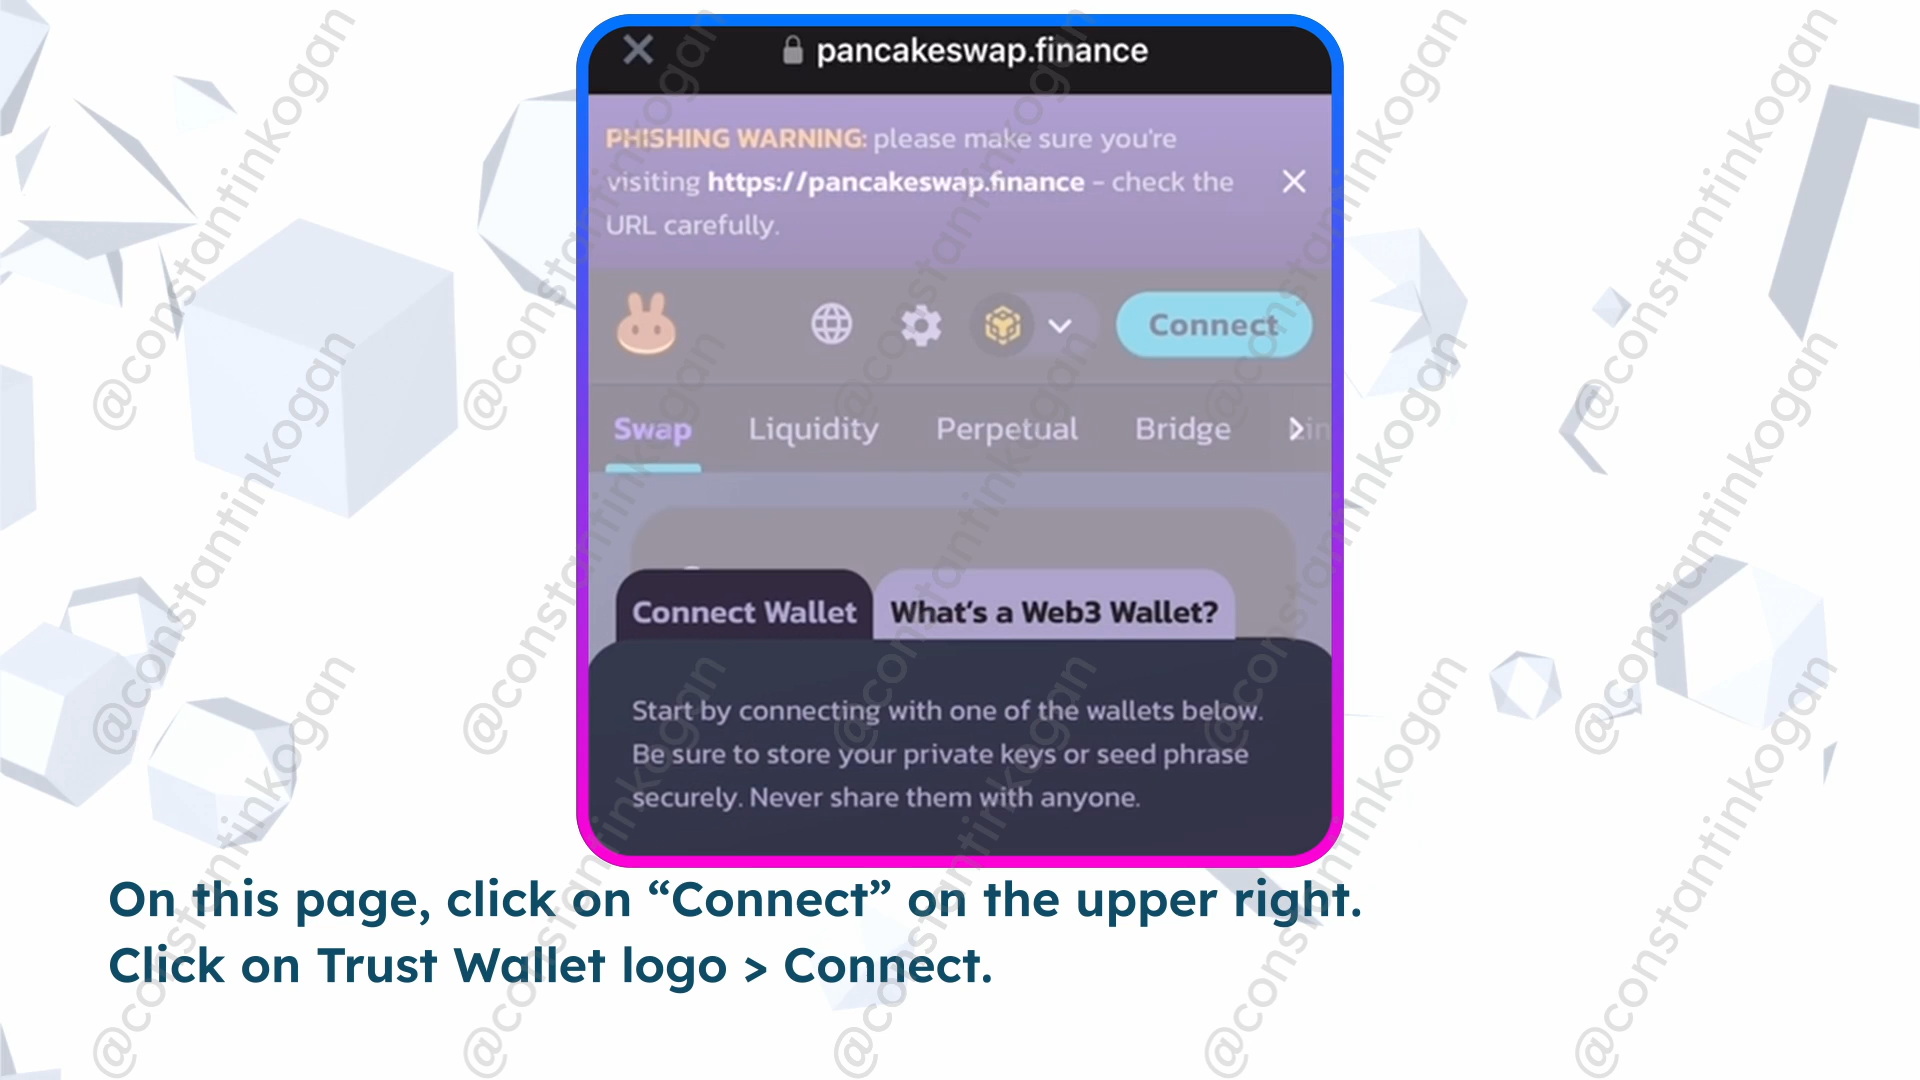 pancakeswap.finance
PHISHING WARNING: please make sure you're
visiting https://pancakeswap.finance - check the
URL carefully.
Connect
Swap Liquidity Perpetual Bridge
Connect Wallet What's a Web3 Wallet?
Start by connecting with one of the wallets below.
Be sure to store your private keys or seed phrase
securely. Never share them with anyone.
On this page, click on “Connect” on the upper right.
Click on Trust Wallet logo > Connect.
@constantinkogan